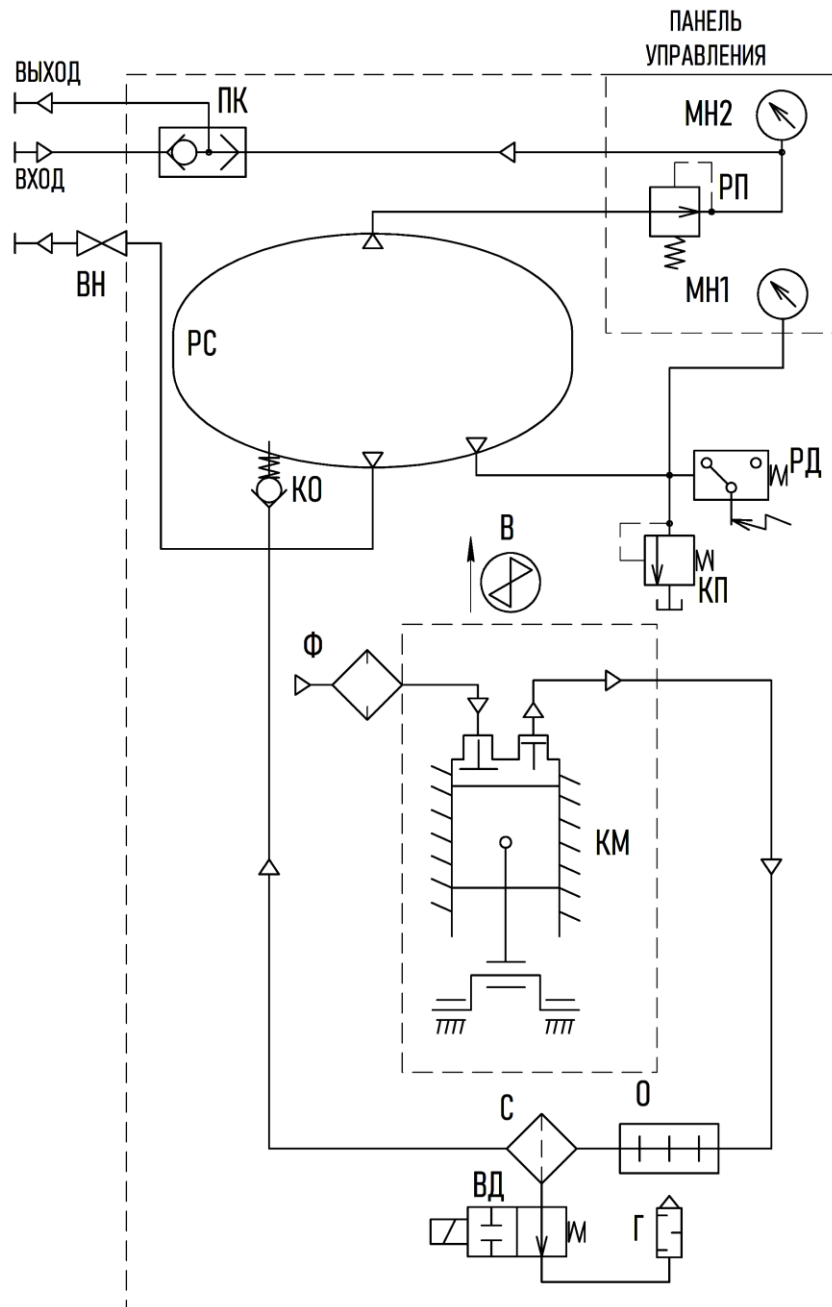 ПАНЕЛЬ
УПРАВЛЕНИЯ
ВЫХОД
ПК
МН2
ВХОД
РП
ВН
МН1
РС
РД
КО
В
КП
Ф
КМ
О
С
ВД
Г